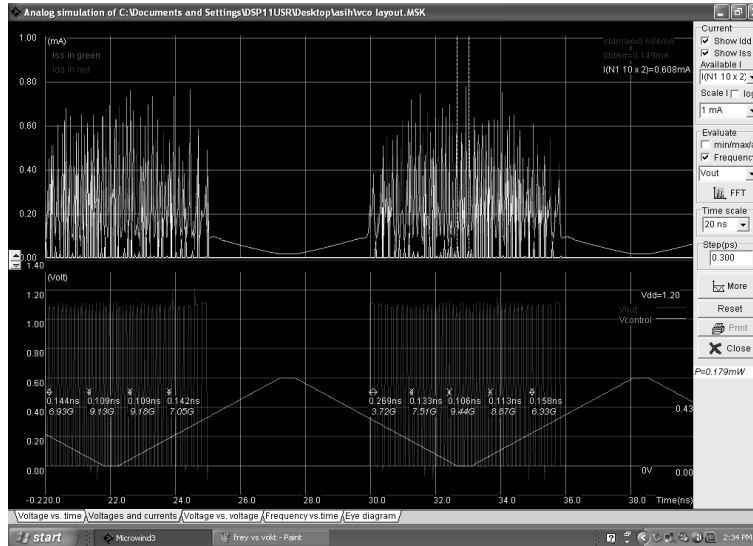 Analog simulation of C:\Documents and Settings\DSP11USR\Desktop\asih\vco layout.MSK
1.00 (mA)
Iss in green
Idd in red
Iddmax=0.684mA
IddAvr=0.149mA
I(N1 10 x 2)=0.608mA
0.80
0.60
0.40
0.20
0.00
1.40
(Volt)
1.20
Vdd=1.20
Vout
Vcontrol
1.00
0.80
0.60
0.144ns 0.109ns 0.109ns 0.142ns 0.269ns 0.133ns 0.106ns 0.113ns 0.158ns
6.93G 9.13G 9.18G 7.05G 3.72G 7.51G 9.44G 8.87G 6.33G
0.40
0.43
0.20
0.00
0V 0.00
-0.220.0 22.0 24.0 26.0 28.0 30.0 32.0 34.0 36.0 38.0 Time(ns)
Voltage vs. time Voltages and currents Voltage vs. voltage Frequency vs.time Eye diagram
Current
Show Idd
Show Iss
Available I
I(N1 10 x 2)
Scale I log
1 mA
Evaluate
min/max/a
Frequency
Vout
FFT
Time scale
20 ns
Step(ps)
0.300
More
Reset
Print
Close
P=0.179mW
start Microwind3 frey vs vokt - Paint 2:34 PM